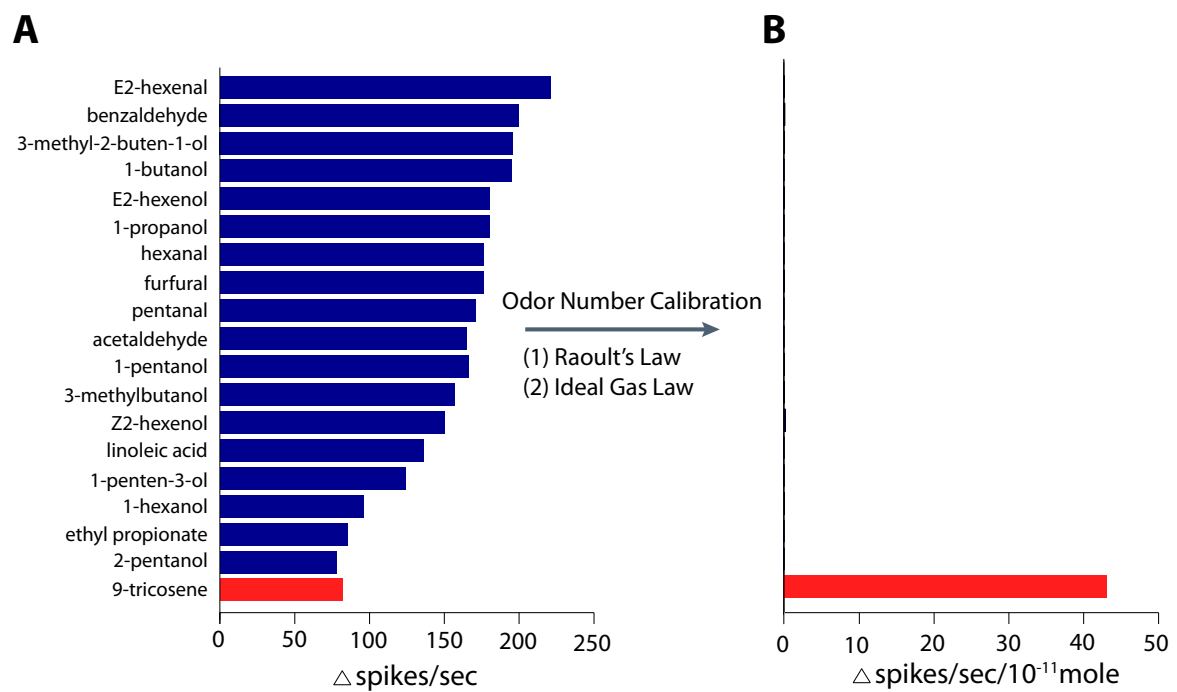 A
E2-hexenal
benzaldehyde
3-methyl-2-buten-1-ol
1-butanol
E2-hexenol
1-propanol
hexanal
furfural
pentanal
acetaldehyde
1-pentanol
3-methylbutanol
Z2-hexenol
linoleic acid
1-penten-3-ol
1-hexanol
ethyl propionate
2-pentanol
9-tricosene
0 50 100 150 200 250
△ spikes/sec
Odor Number Calibration
(1) Raoult's Law
(2) Ideal Gas Law
B
0 10 20 30 40 50
△ spikes/sec/10⁻¹¹mole